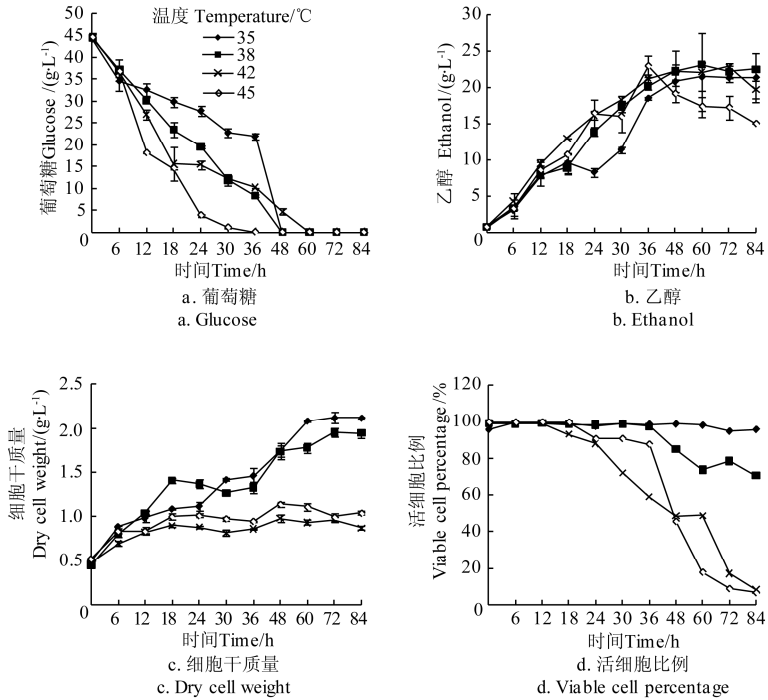 温度 Temperature/℃
35
38
42
45
葡萄糖Glucose /(g·L⁻¹)
50
45
40
35
30
25
20
15
10
5
0
0 6 12 18 24 30 36 48 60 72 84
时间Time/h
a. 葡萄糖
a. Glucose
乙醇 Ethanol/(g·L⁻¹)
30
25
20
15
10
5
0
0 6 12 18 24 30 36 48 60 72 84
时间Time/h
b. 乙醇
b. Ethanol
细胞干质量
Dry cell weight/(g·L⁻¹)
2.5
2.0
1.5
1.0
0.5
0
0 6 12 18 24 30 36 48 60 72 84
时间Time/h
c. 细胞干质量
c. Dry cell weight
活细胞比例
Viable cell percentage /%
120
100
80
60
40
20
0
0 6 12 18 24 30 36 48 60 72 84
时间Time/h
d. 活细胞比例
d. Viable cell percentage